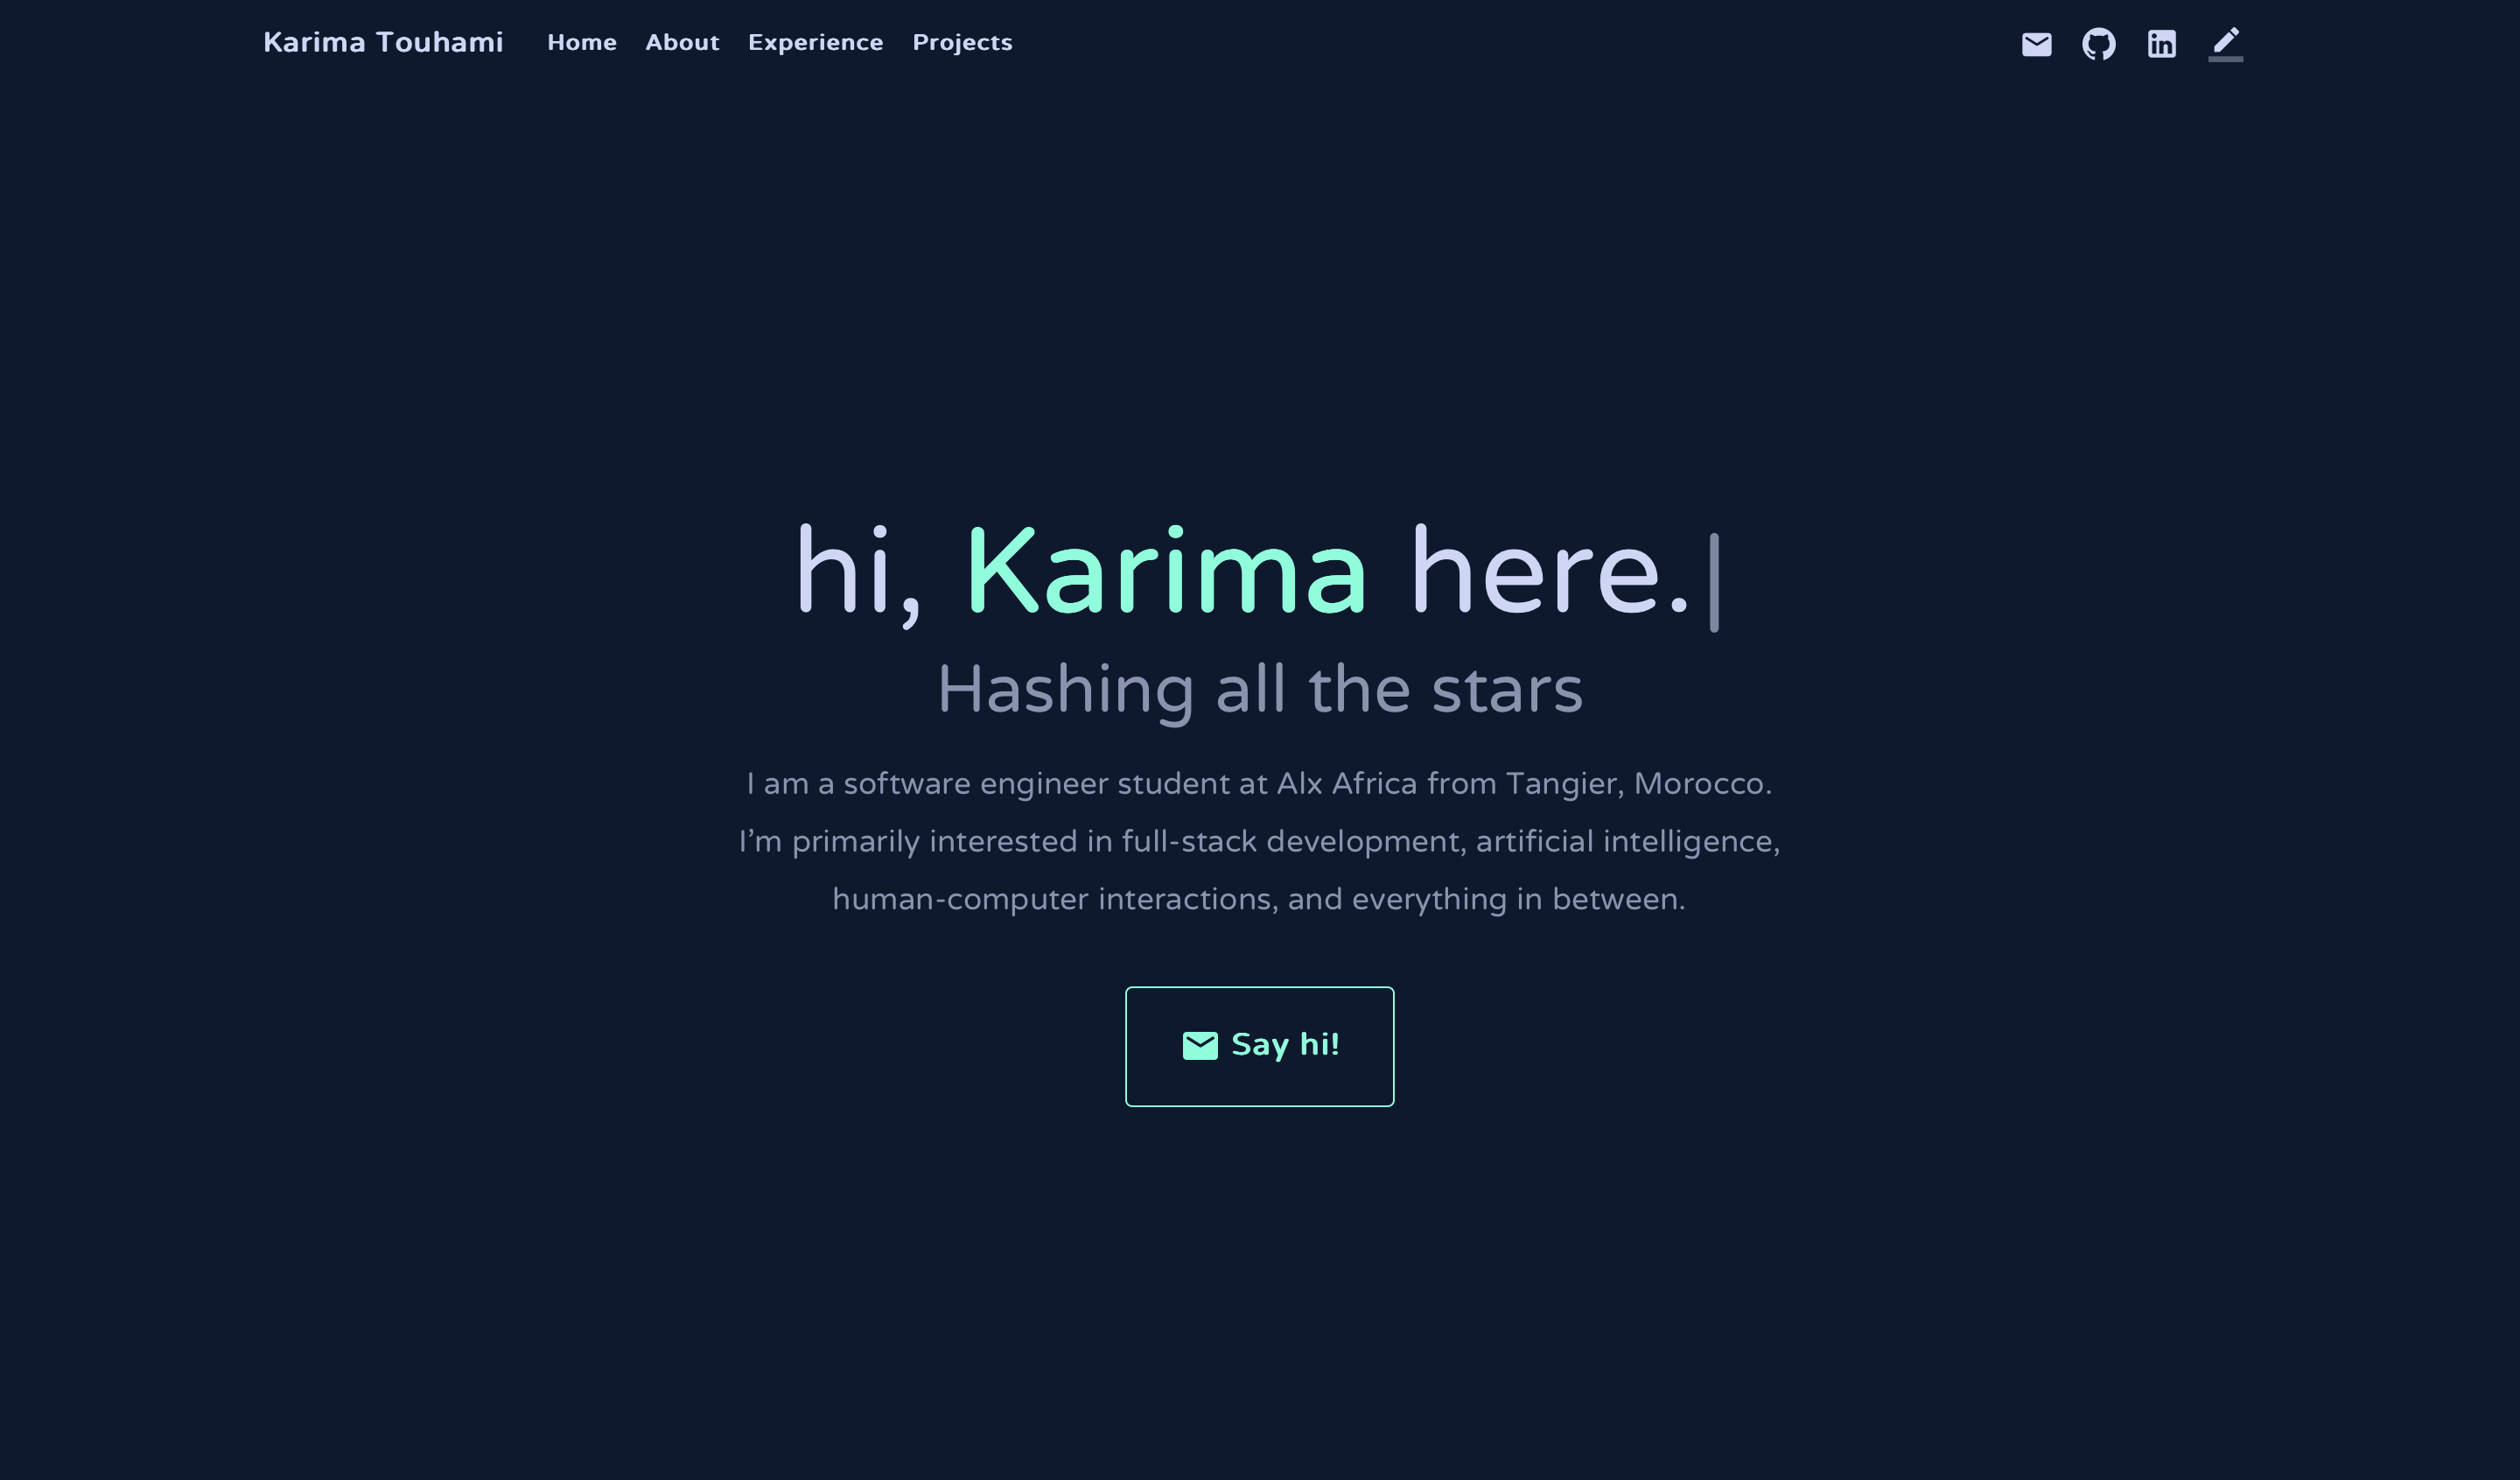 Karima Touhami Home About Experience Projects
hi, Karima here.
Hashing all the stars
I am a software engineer student at Alx Africa from Tangier, Morocco.
I’m primarily interested in full-stack development, artificial intelligence,
human-computer interactions, and everything in between.
Say hi!